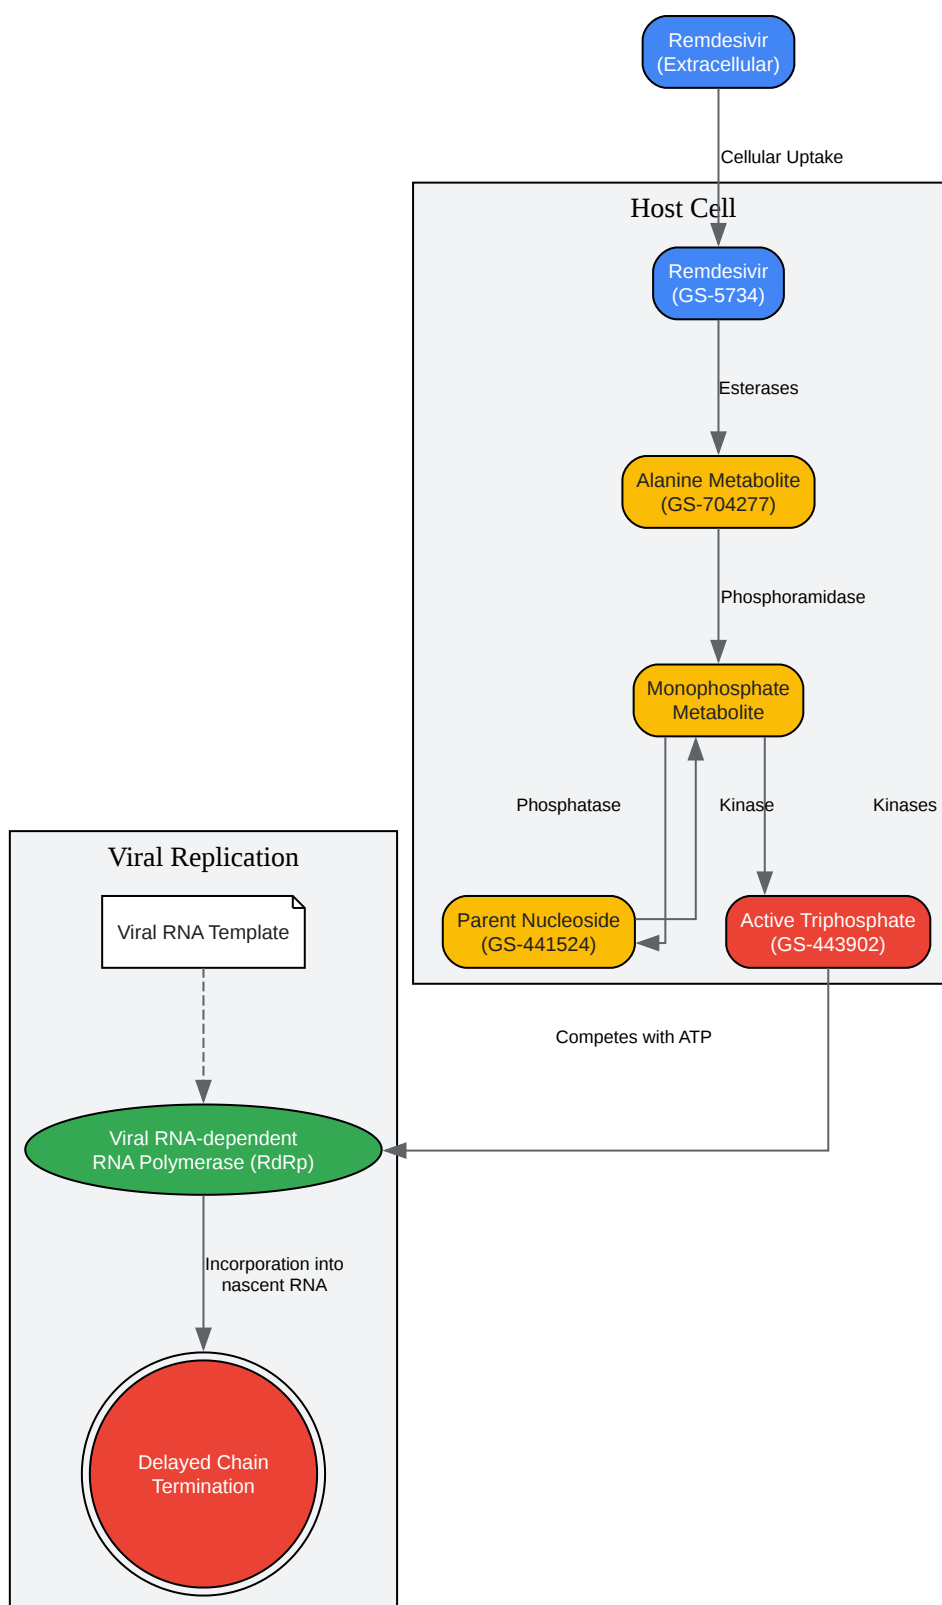 Remdesivir
(Extracellular)
Cellular Uptake
Host Cell
Remdesivir
(GS-5734)
Esterases
Alanine Metabolite
(GS-704277)
Phosphoramidase
Monophosphate
Metabolite
Phosphatase
Kinase
Kinases
Parent Nucleoside
(GS-441524)
Active Triphosphate
(GS-443902)
Competes with ATP
Viral Replication
Viral RNA Template
Viral RNA-dependent
RNA Polymerase (RdRp)
Incorporation into
nascent RNA
Delayed Chain
Termination